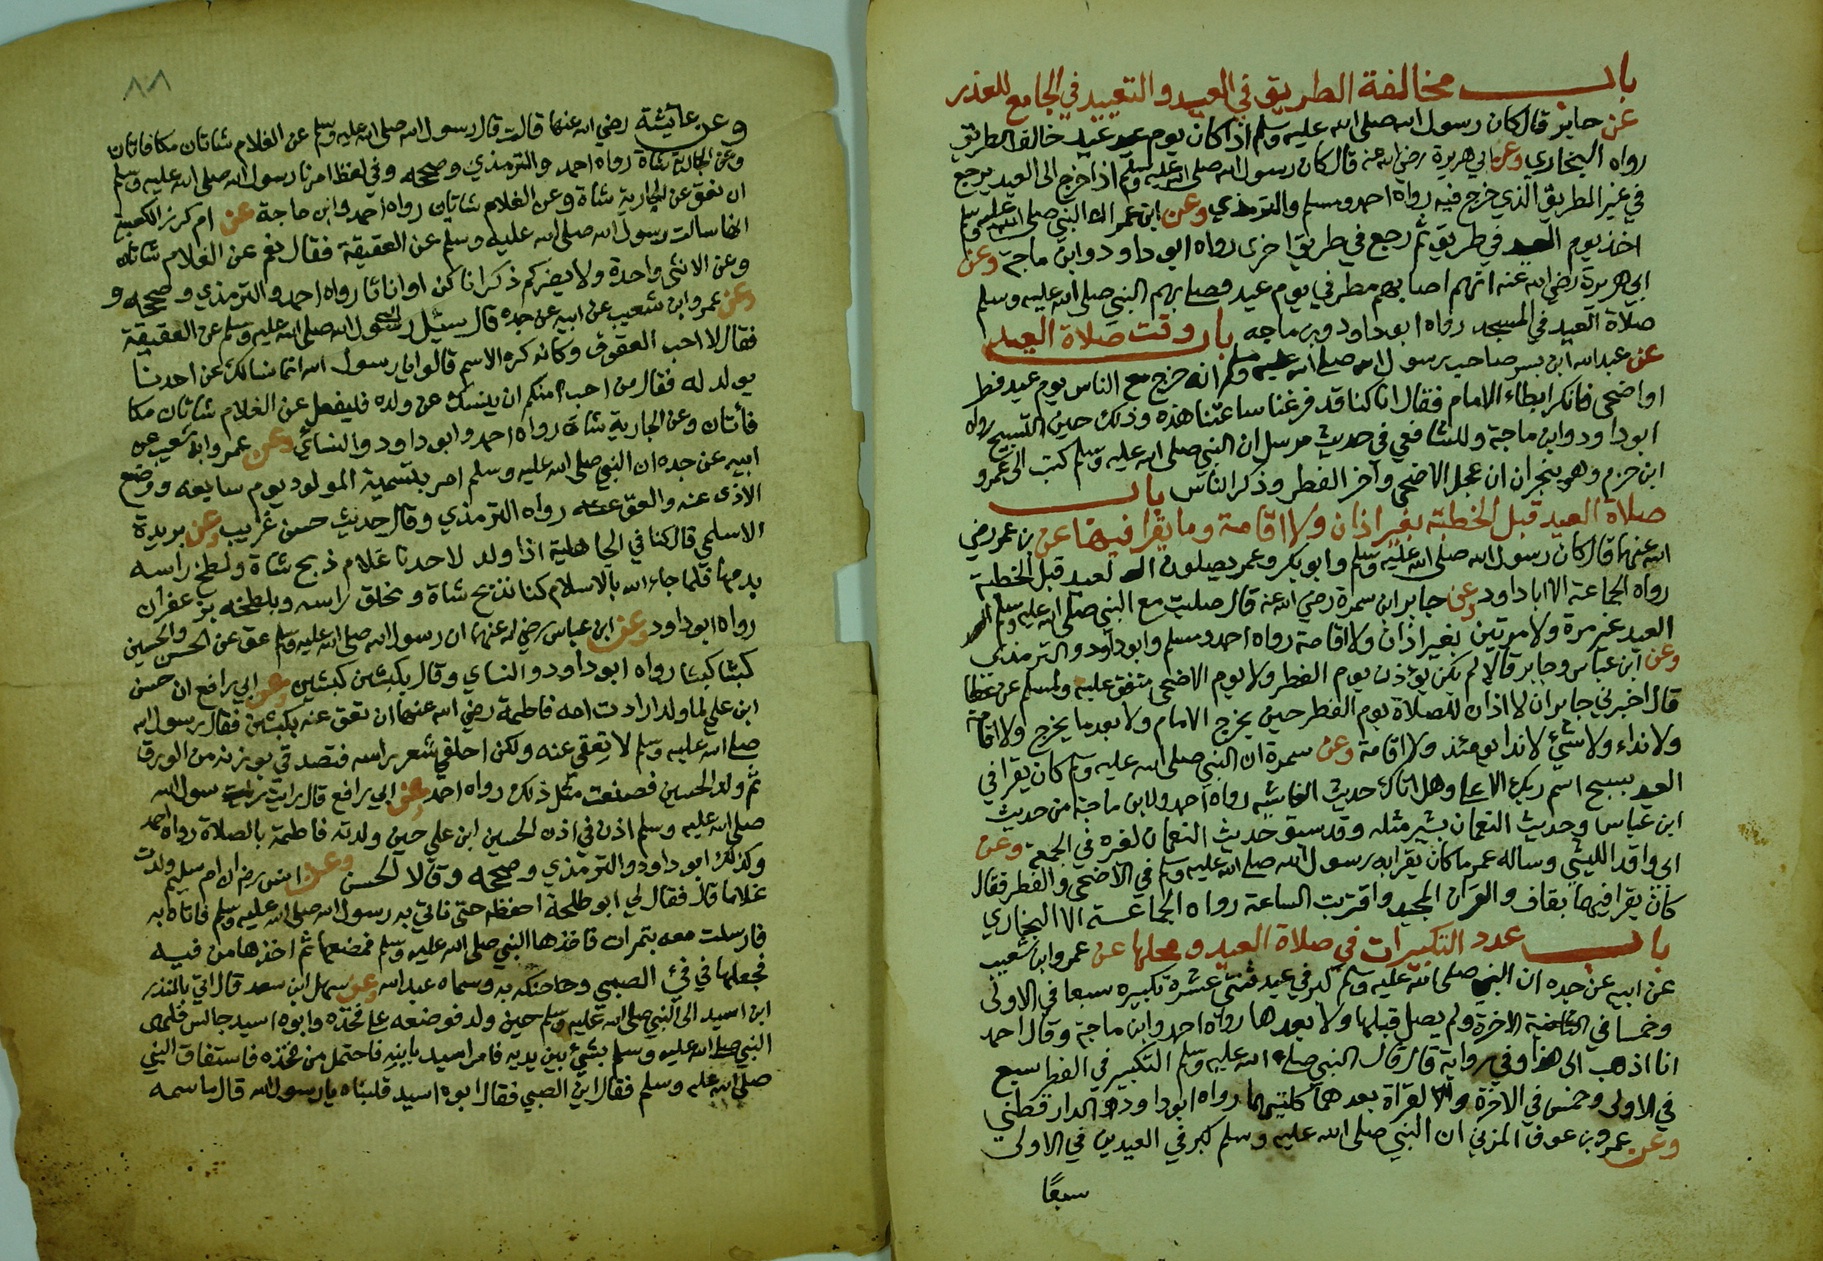 باب مخالفة الطريق في العيد والتعييد في الجامع للعذر
عن جابر قال كان رسول الله صلى الله عليه وسلم اذا كان يوم عيد خالف الطريق
رواه البخاري وعن ابي هريرة رضي الله عنه قال كان رسول الله صلى الله عليه وسلم اذا خرج الى العيد يرجع
في غير الطريق الذي خرج فيه رواه احمد ومسلم والترمذي وعن ابن عمر ان النبي صلى الله عليه وسلم
اخذ يوم العيد في طريق ثم رجع في طريق اخرى رواه ابو داود وابن ماجة وعن
ابي هريرة رضي الله عنه انهم اصابهم مطر في يوم عيد فصلى بهم النبي صلى الله عليه وسلم
صلاة العيد في المسجد رواه ابو داود وبن ماجه باب وقت صلاة العيد
عن عبد الله ابن بسر صاحب رسول الله صلى الله عليه وسلم انه خرج مع الناس يوم عيد فطر
او اضحى فانكر ابطاء الامام فقال انا كنا قد فرغنا ساعتنا هذه وذلك حين التسبيح رواه
ابو داود وابن ماجة وللشافعي في حديث مرسل ان النبي صلى الله عليه وسلم كتب الى عمرو
ابن حزم وهو بنجران ان عجل الاضحى واخر الفطر وذكر الناس باب
صلاة العيد قبل الخطبة بغير اذان ولا اقامة وما يقرا فيها عن بن عمر رضي
الله عنهما قال كان رسول الله صلى الله عليه وسلم وابو بكر وعمر يصلون العيد قبل الخطبة
رواه الجماعة الا ابا داود وعن جابر ابن سمرة رضي الله عنه قال صليت مع النبي صلى الله عليه وسلم
العيد غير مرة ولا مرتين بغير اذان ولا اقامة رواه احمد ومسلم وابو داود والترمذي
وعن ابن عباس وجابر قالا لم يكن يؤذن يوم الفطر ولا يوم الاضحى متفق عليه ولمسلم عن عطا
قال اخبرني جابر ان لا اذان للصلاة يوم الفطر حين يخرج الامام ولا بعد ما يخرج ولا اقامة
ولا نداء ولا شيئ لا ندا يومئذ ولا اقامة وعن سمرة ان النبي صلى الله عليه وسلم كان يقرا في
العيد بسبح اسم ربك الاعلى وهل اتاك حديث الغاشيه رواه احمد ولابن ماجة من حديث
ابن عباس وحديث النعمان بشير مثله وقد سبق حديث النعمان لغيره في الجمعة وعن
ابي واقد الليثي وساله عمر ما كان يقرا به رسول الله صلى الله عليه وسلم في الاضحى والفطر فقال
كان يقرا فيهما بقاف والقران المجيد واقتربت الساعة رواه الجماعة الا البخاري
باب عدد التكبيرات في صلاة العيد ومحلها عن عمرو ابن شعيب
عن ابيه عن جده ان النبي صلى الله عليه وسلم كبر في عيد ثنتي عشرة تكبيره سبعا في الاولى
وخمسا في الاخرة ولم يصل قبلها ولا بعدها رواه احمد وابن ماجة وقال احمد
انا اذهب الى هذا وفي رواية قال قال النبي صلى الله عليه وسلم التكبير في الفطر سبع
في الاولى وخمس في الاخرة والقراة بعدهما كلتيهما رواه ابو داود والدارقطني
وعن عمرو بن عوف المزني ان النبي صلى الله عليه وسلم كبر في العيدين في الاولى
سبعًا
٨٠٨
وعن عائشة رضي الله عنها قالت قال رسول الله صلى الله عليه وسلم عن الغلام شاتان مكافاتان
وعن الجارية شاة رواه احمد والترمذي وصححه وفي لفظ امرنا رسول الله صلى الله عليه وسلم
ان نعق عن الجارية شاة وعن الغلام شاتان رواه احمد وابن ماجة عن ام كرز الكعبية
انها سالت رسول الله صلى الله عليه وسلم عن العقيقة فقال نعم عن الغلام شاتان
وعن الانثى واحدة ولا يضركم ذكرانا كن او اناثا رواه احمد والترمذي وصححه و
وعن عمرو ابن شعيب عن ابيه عن جده قال سئيل رسول الله صلى الله عليه وسلم عن العقيقة
فقال لا احب العقوق وكانه كره الاسم قالوا يا رسول الله انما نسالك عن احدنا
يولد له فقال من احب منكم ان ينسك عن ولده فليفعل عن الغلام شاتان مكا
فأتان وعن الجارية شاة رواه احمد وابو داود والنسائي وعن عمرو ابن شعيب عن
ابيه عن جده ان النبي صلى الله عليه وسلم امر بتسمية المولود يوم سابعه ووضع
الاذى عنه والعق عنه رواه الترمذي وقال حديث حسن غريب وعن بريدة
الاسلمي قال كنا في الجاهلية اذا ولد لاحدنا غلام ذبح شاة ولطخ راسه
بدمها فلما جاء الله بالاسلام كنا نذبح شاة ونحلق راسه ونلطخه بزعفران
رواه ابو داود وعن ابن عباس رضي الله عنهما ان رسول الله صلى الله عليه وسلم عق عن الحسن والحسين
كبشا كبشا رواه ابو داود والنساي وقال بكبشين كبشين وعن ابي رافع ان حسن
ابن علي لما ولد ارادت امه فاطمة رضي الله عنهما ان تعق عنه بكبشين فقال رسول الله
صلى الله عليه وسلم لا تعقي عنه ولكن احلقي شعر راسه فتصدقي بوزنه من الورق
ثم ولد الحسين فصنعت مثل ذلك رواه احمد وعن ابي رافع قال رايت رسول الله
صلى الله عليه وسلم اذن في اذن الحسين ابن علي حين ولدته فاطمة بالصلاة رواه احمد
وكذلك ابو داود والترمذي وصححه وقالا الحسن وعن انس رض ان ام سليم ولدت
غلاما قال فقال لي ابو طلحة احفظه حتى تاتي به رسول الله صلى الله عليه وسلم فاتاه به
فارسلت معه بتمرات فاخذها النبي صلى الله عليه وسلم فمضغها ثم اخذها من فيه
فجعلها في فيّ الصبي وحنكه به وسماه عبد الله وعن سهل ابن سعد قال اتي بالمنذر
ابن اسيد الى النبي صلى الله عليه وسلم حين ولد فوضعه على فخذه وابوه اسيد جالس فلهى
النبي صلى الله عليه وسلم بشيئ بين يديه فامر اسيد بابنه فاحتمل من فخذه فاستفاق النبي
صلى الله عليه وسلم فقال اين الصبي فقال ابوه اسيد قلبناه يا رسول الله قال ما سمه